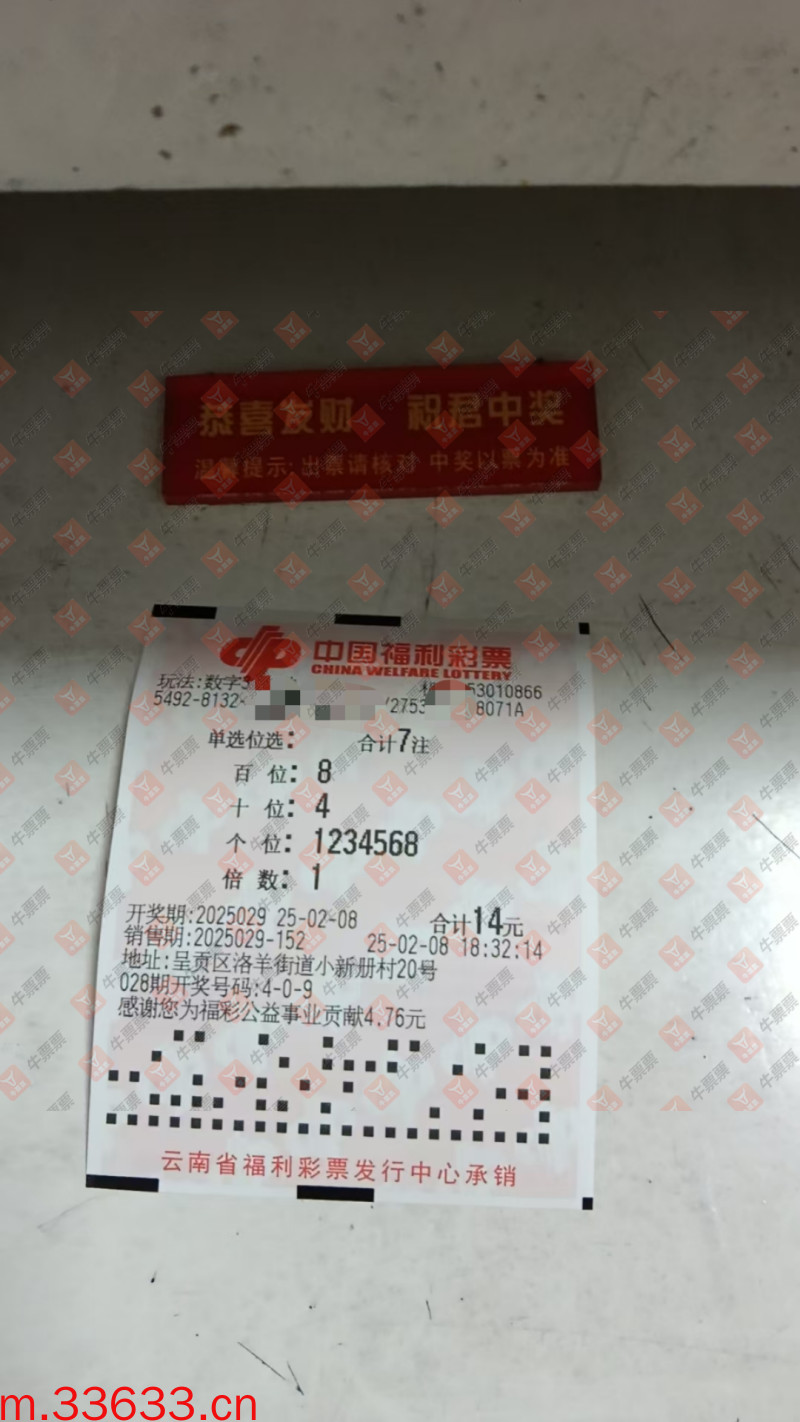 恭喜发财 祝君中奖
温馨提示:出票请核对 中奖以票为准
中国福利彩票
CHINA WELFARE LOTTERY
玩法:数字3 53010866
5492-8132- /2753 8071A
单选位选: 合计7注
百 位: 8
十 位: 4
个 位: 1234568
倍 数: 1
开奖期:2025029 25-02-08 合计14元
销售期:2025029-152 25-02-08 18:32:14
地址:呈贡区洛羊街道小新册村20号
028期开奖号码:4-0-9
感谢您为福彩公益事业贡献4.76元
云南省福利彩票发行中心承销
牛票票
m.33633.cn